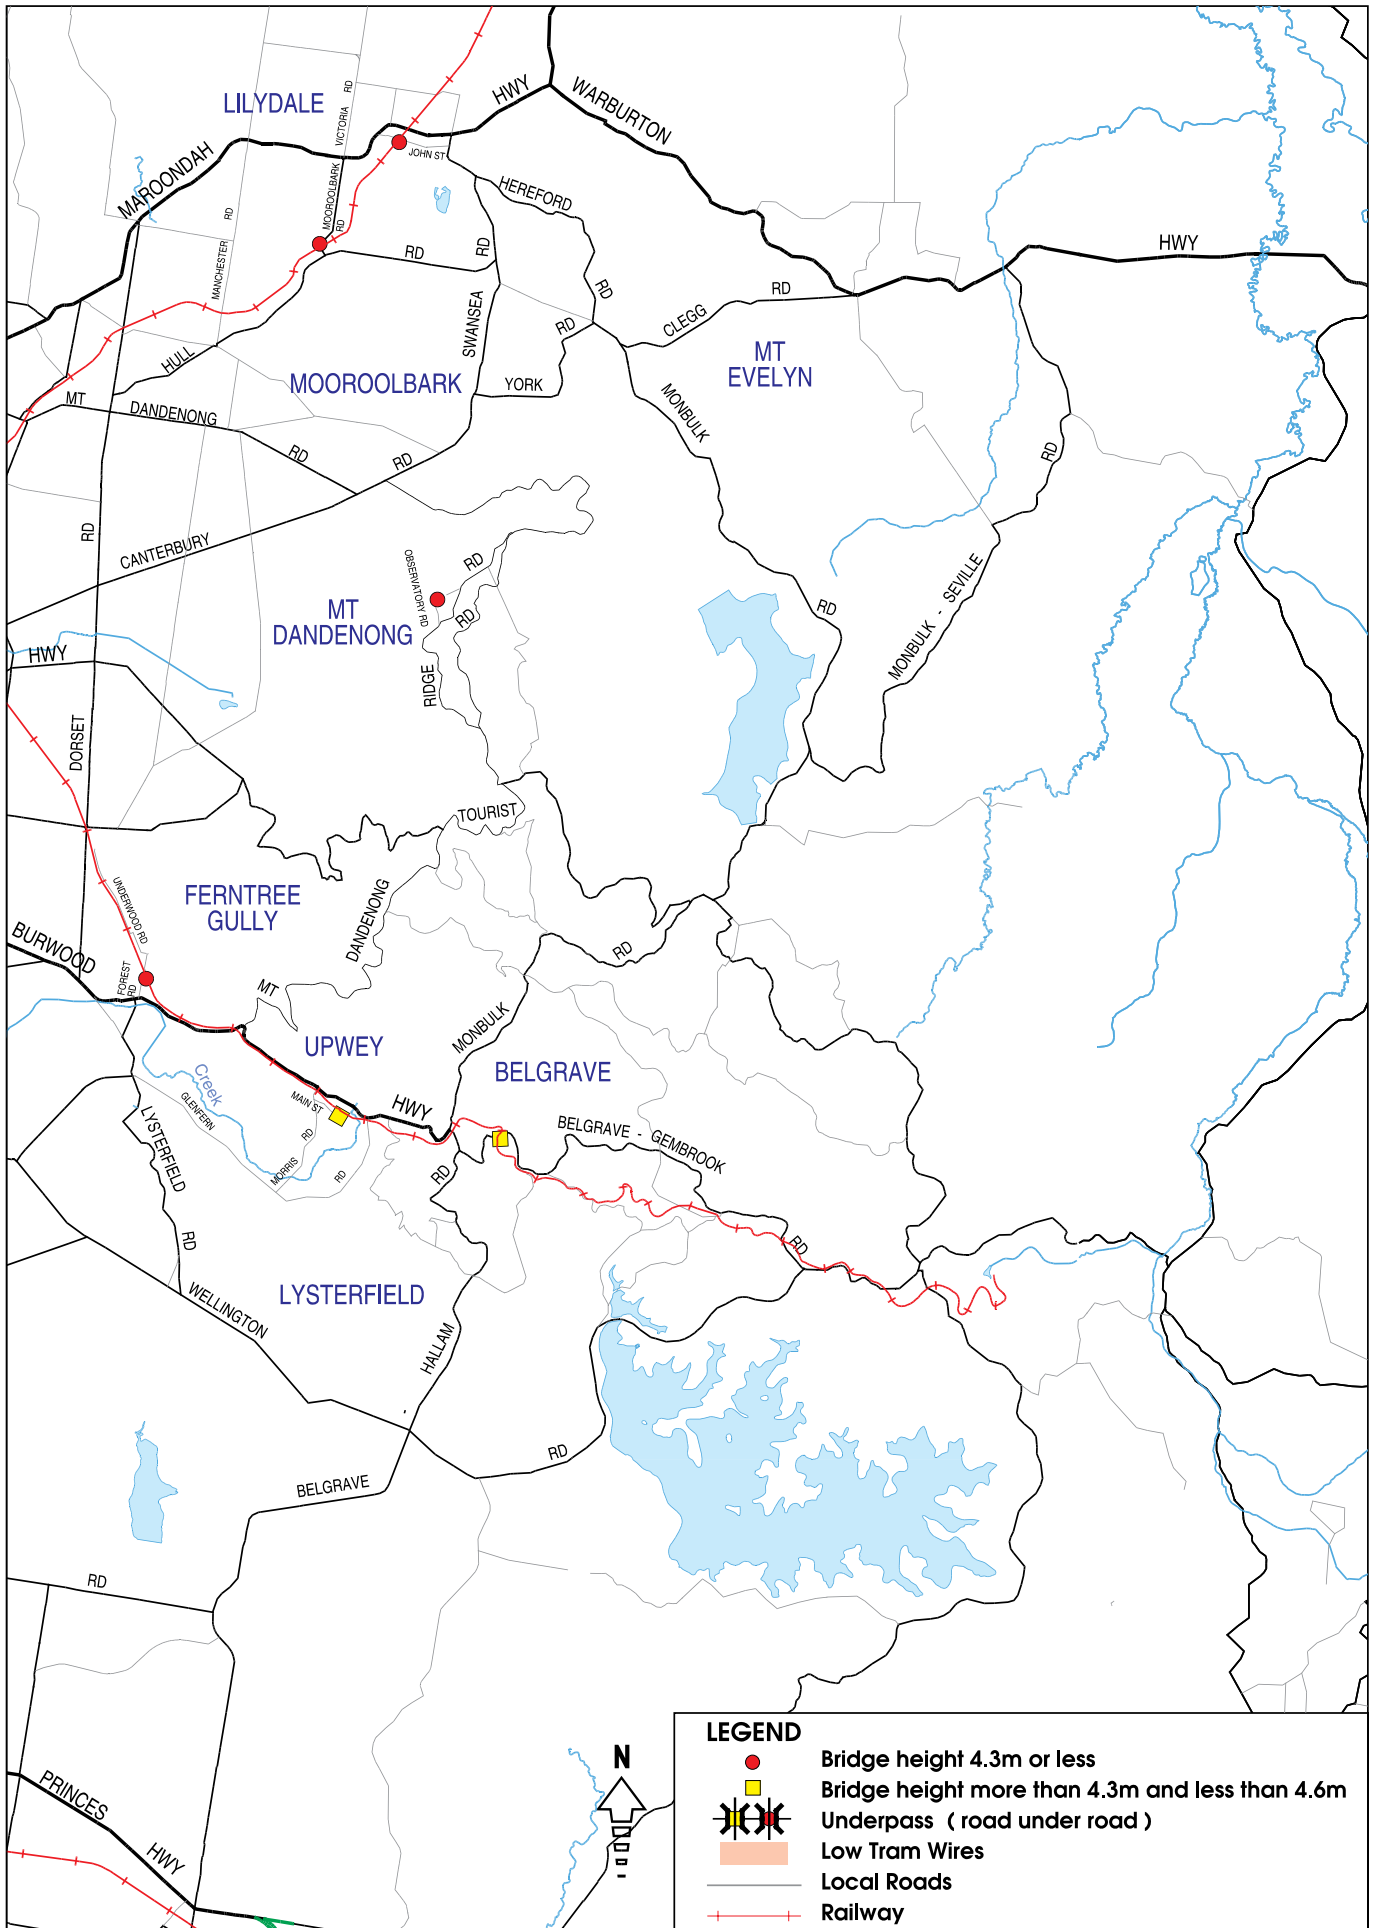 LILYDALE
VICTORIA
RD
HWY
WARBURTON
MAROONDAH
JOHN ST
MOOROOLBARK
RD
HEREFORD
RD
MANCHESTER
RD
RD
RD
HWY
SWANSEA
RD
CLEGG
RD
MT
EVELYN
HULL
MOOROOLBARK
YORK
MT
DANDENONG
RD
MONBULK
RD
RD
RD
CANTERBURY
OBSERVATORY RD
RD
RD
MT
DANDENONG
RD
MONBULK - SEVILLE
HWY
RIDGE
DORSET
TOURIST
UNDERWOOD RD
FERNTREE
GULLY
DANDENONG
BURWOOD
RD
FOREST
RD
MT
MONBULK
UPWEY
BELGRAVE
Creek
MAIN ST
HWY
GLENFERN
LYSTERFIELD
RD
BELGRAVE - GEMBROOK
MORRIS
RD
RD
RD
RD
LYSTERFIELD
WELLINGTON
HALLAM
RD
BELGRAVE
RD
PRINCES
HWY
N
LEGEND
Bridge height 4.3m or less
Bridge height more than 4.3m and less than 4.6m
Underpass ( road under road )
Low Tram Wires
Local Roads
Railway